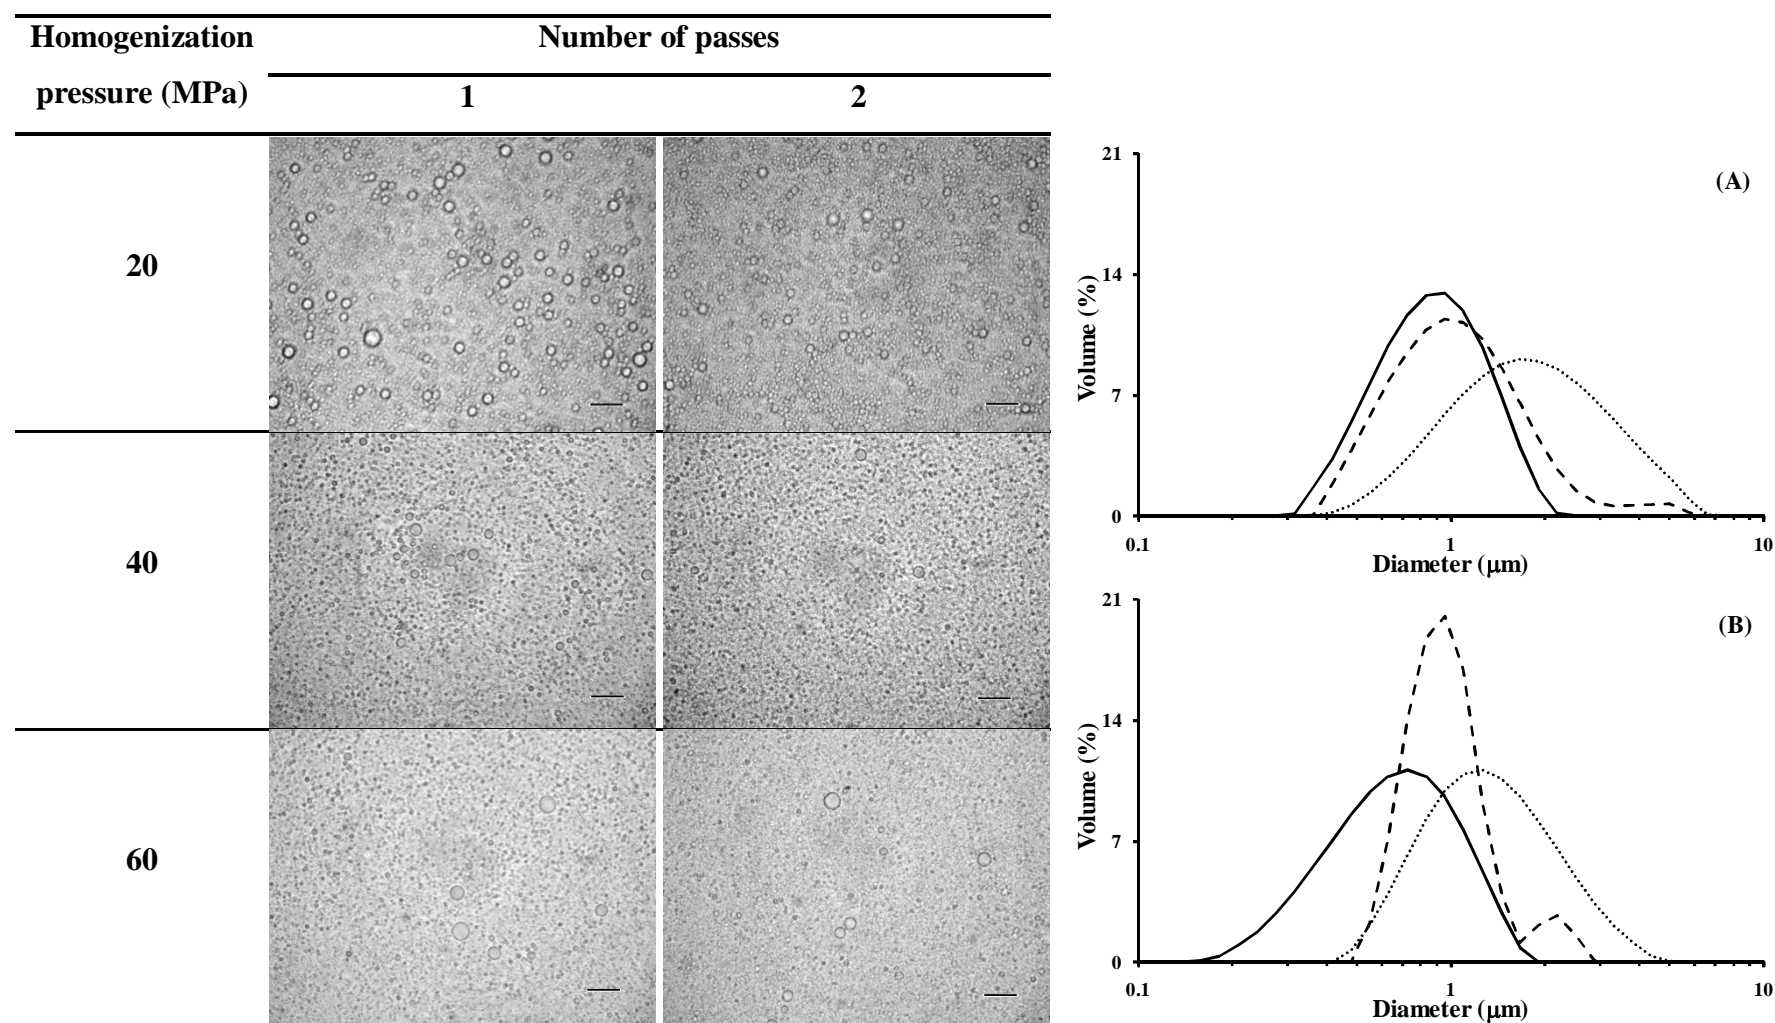 Homogenization
pressure (MPa)
Number of passes
1
2
20
40
60
(A)
21
14
7
0
Volume (%)
0.1
1
10
Diameter (μm)
(B)
21
14
7
0
Volume (%)
0.1
1
10
Diameter (μm)